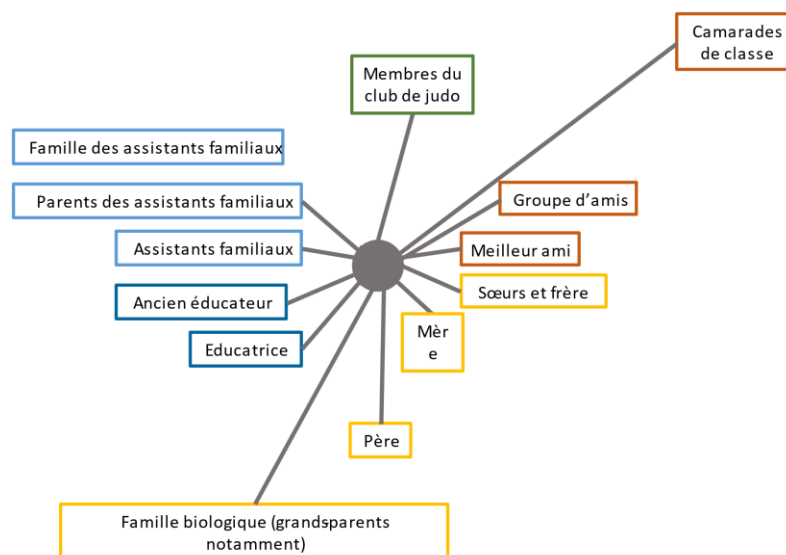 Camarades
de classe
Membres du
club de judo
Famille des assistants familiaux
Parents des assistants familiaux
Groupe d'amis
Assistants familiaux
Meilleur ami
Sœurs et frère
Ancien éducateur
Mèr
e
Educatrice
Père
Famille biologique (grandsparents
notamment)